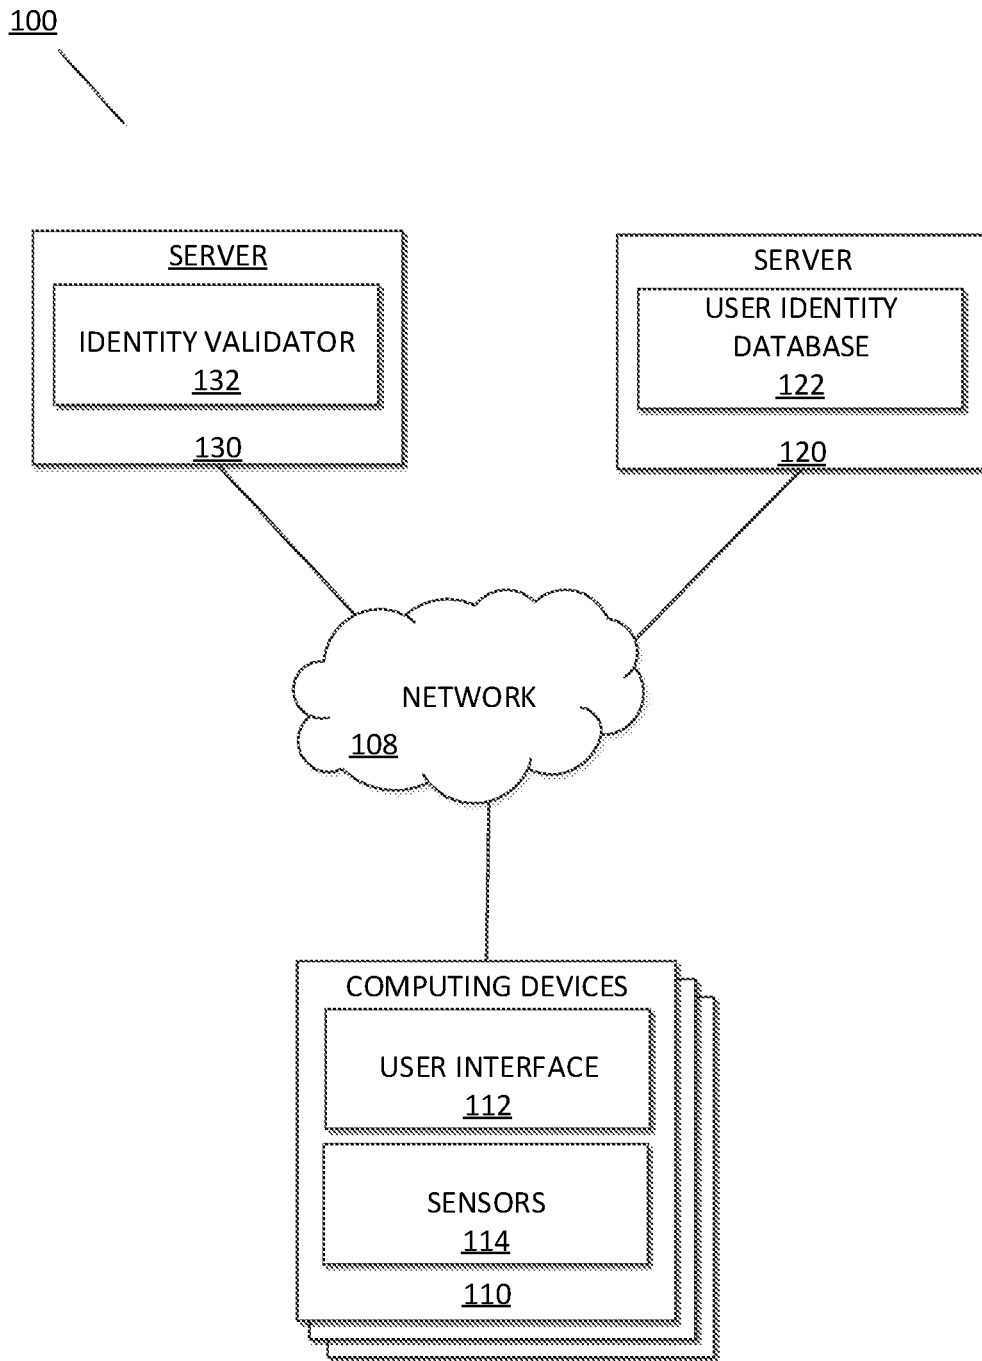 100
SERVER
IDENTITY VALIDATOR
132
130
SERVER
USER IDENTITY
DATABASE
122
120
NETWORK
108
COMPUTING DEVICES
USER INTERFACE
112
SENSORS
114
110